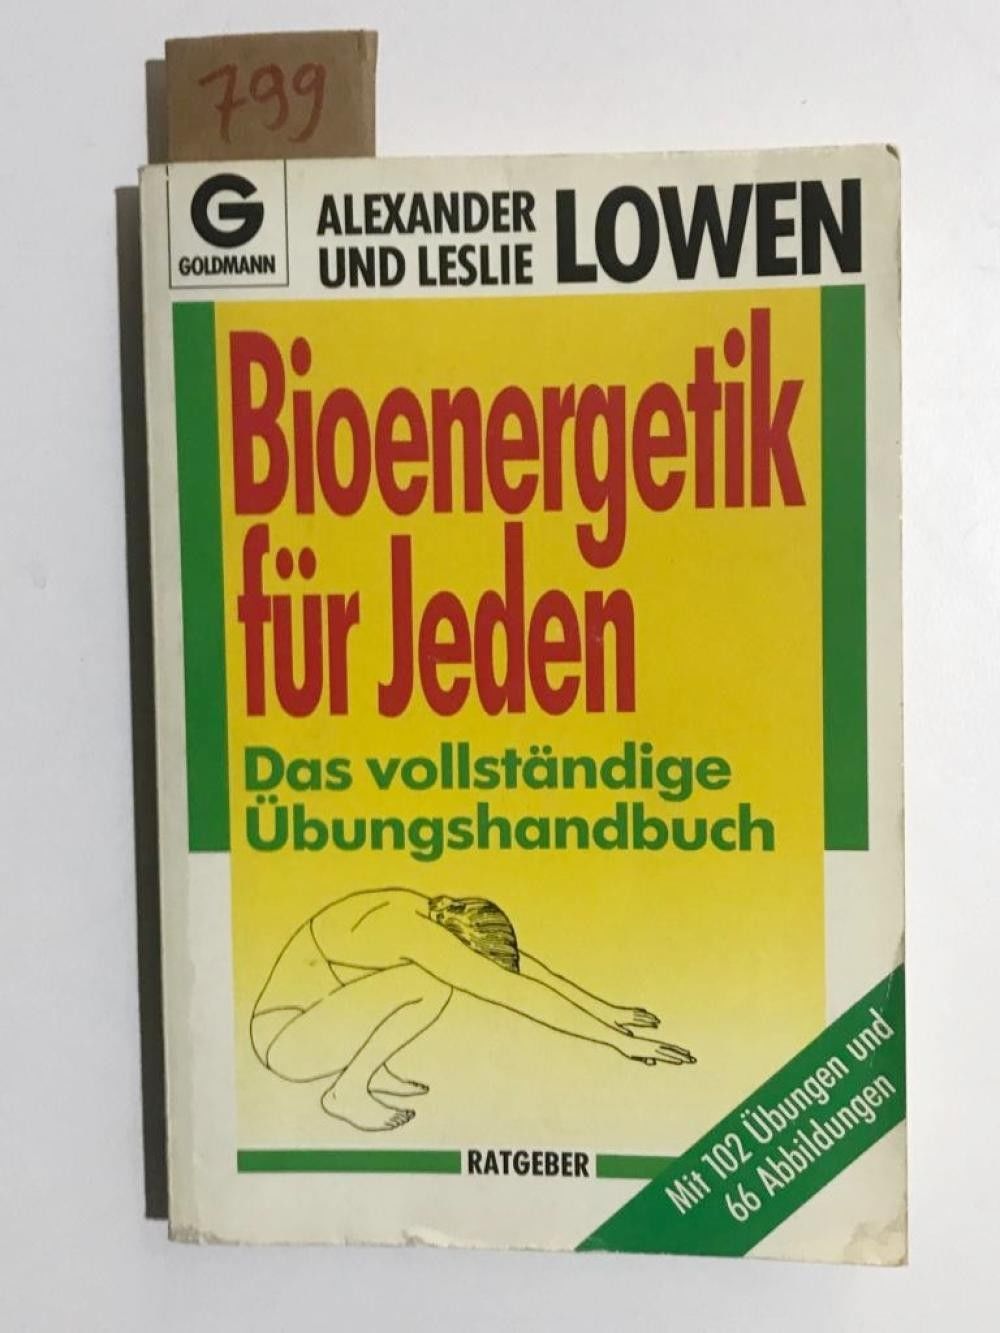 799
G
GOLDMANN
ALEXANDER
UND LESLIE
LOWEN
Bioenergetik
für Jeden
Das vollständige
Übungshandbuch
RATGEBER
Mit 102 Übungen und
66 Abbildungen